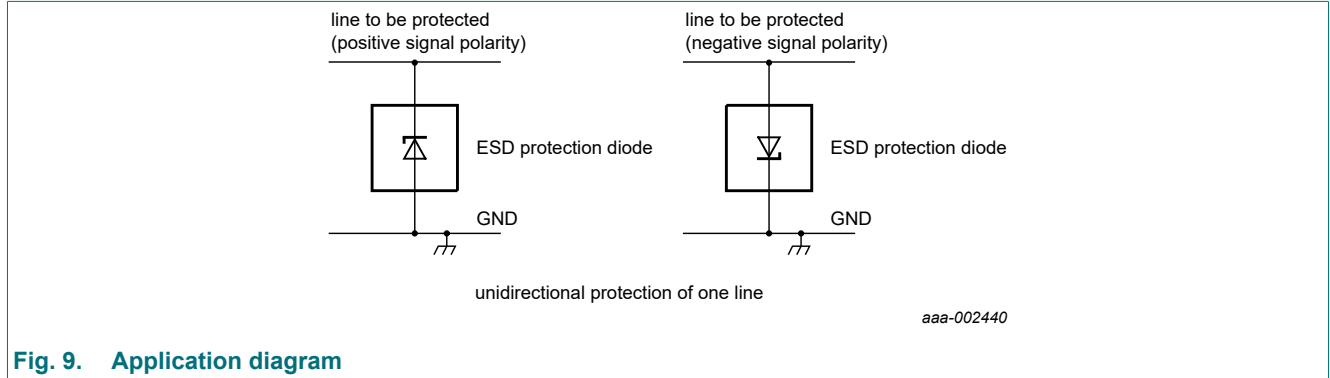 line to be protected
(positive signal polarity)
line to be protected
(negative signal polarity)
ESD protection diode
ESD protection diode
GND
GND
unidirectional protection of one line
aaa-002440
Fig. 9. Application diagram